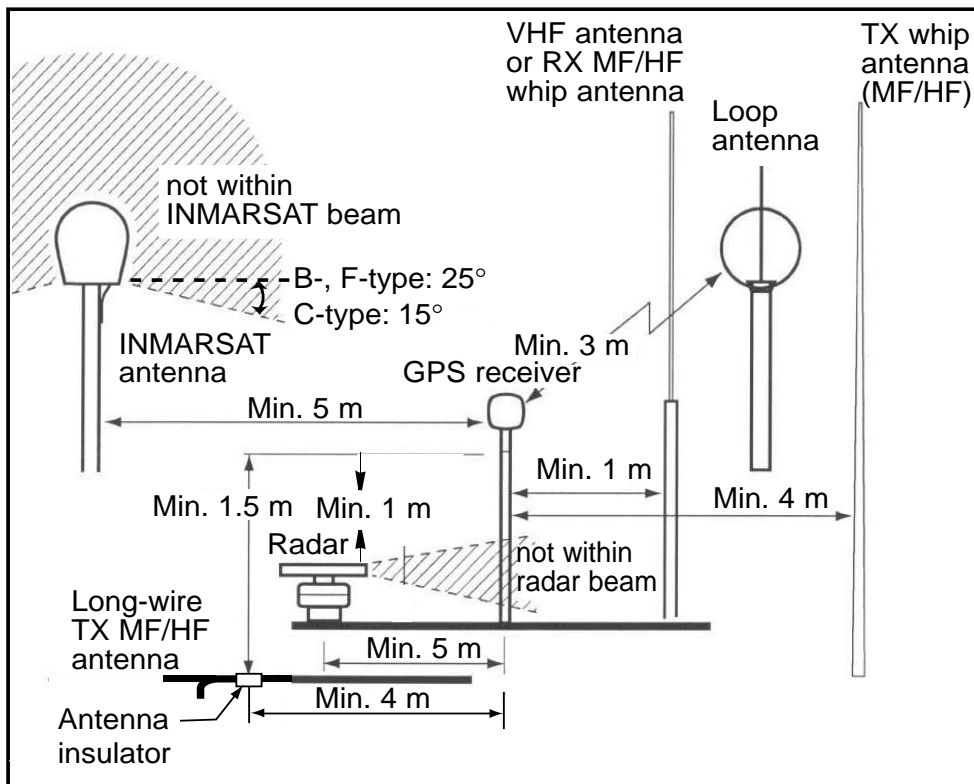 VHF antenna
or RX MF/HF
whip antenna
TX whip
antenna
(MF/HF)
Loop
antenna
not within
INMARSAT beam
B-, F-type: 25°
C-type: 15°
INMARSAT
antenna
Min. 3 m
GPS receiver
Min. 5 m
Min. 1 m
Min. 1.5 m
Min. 1 m
Min. 4 m
Radar
not within
radar beam
Long-wire
TX MF/HF
antenna
Min. 5 m
Min. 4 m
Antenna
insulator